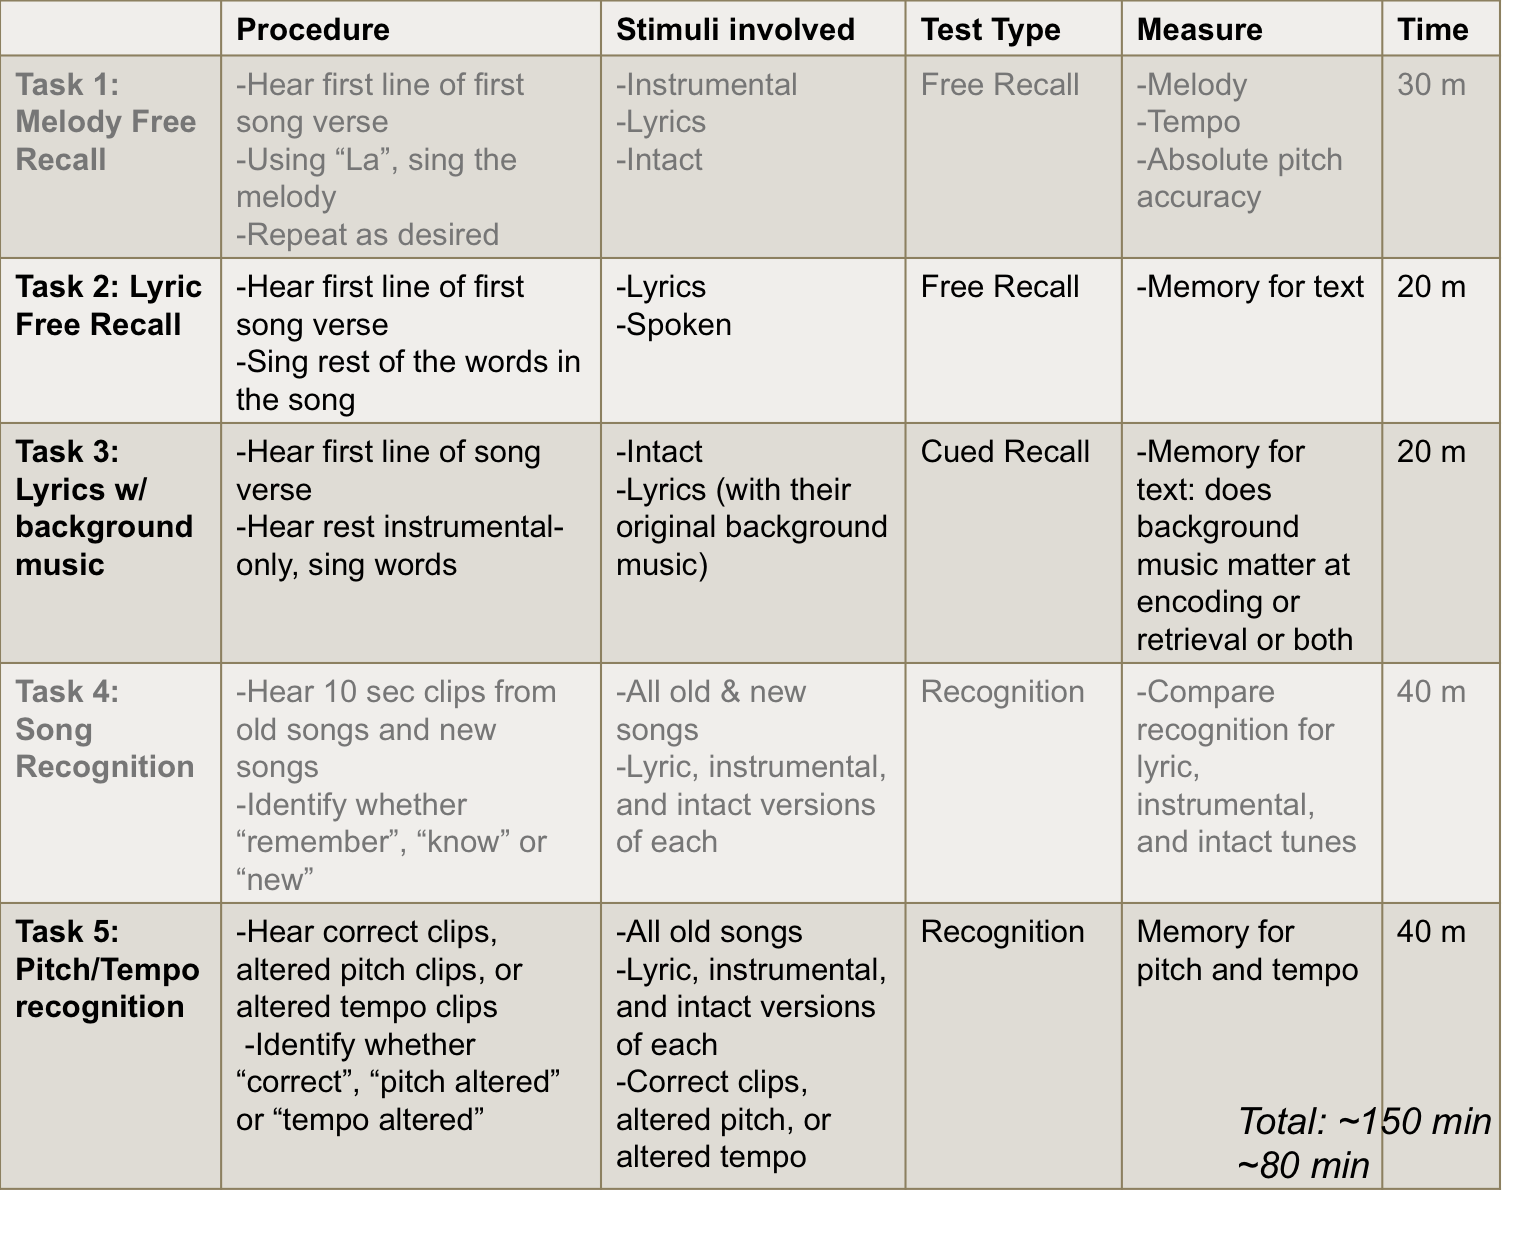 Procedure
Stimuli involved
Test Type
Measure
Time
Task 1:
Melody Free
Recall
-Hear first line of first
song verse
-Using “La”, sing the
melody
-Repeat as desired
-Instrumental
-Lyrics
-Intact
Free Recall
-Melody
-Tempo
-Absolute pitch
accuracy
30 m
Task 2: Lyric
Free Recall
-Hear first line of first
song verse
-Sing rest of the words in
the song
-Lyrics
-Spoken
Free Recall
-Memory for text
20 m
Task 3:
Lyrics w/
background
music
-Hear first line of song
verse
-Hear rest instrumental-
only, sing words
-Intact
-Lyrics (with their
original background
music)
Cued Recall
-Memory for
text: does
background
music matter at
encoding or
retrieval or both
20 m
Task 4:
Song
Recognition
-Hear 10 sec clips from
old songs and new
songs
-Identify whether
“remember”, “know” or
“new”
-All old & new
songs
-Lyric, instrumental,
and intact versions
of each
Recognition
-Compare
recognition for
lyric,
instrumental,
and intact tunes
40 m
Task 5:
Pitch/Tempo
recognition
-Hear correct clips,
altered pitch clips, or
altered tempo clips
-Identify whether
“correct”, “pitch altered”
or “tempo altered”
-All old songs
-Lyric, instrumental,
and intact versions
of each
-Correct clips,
altered pitch, or
altered tempo
Recognition
Memory for
pitch and tempo
40 m
Total: ~150 min
~80 min